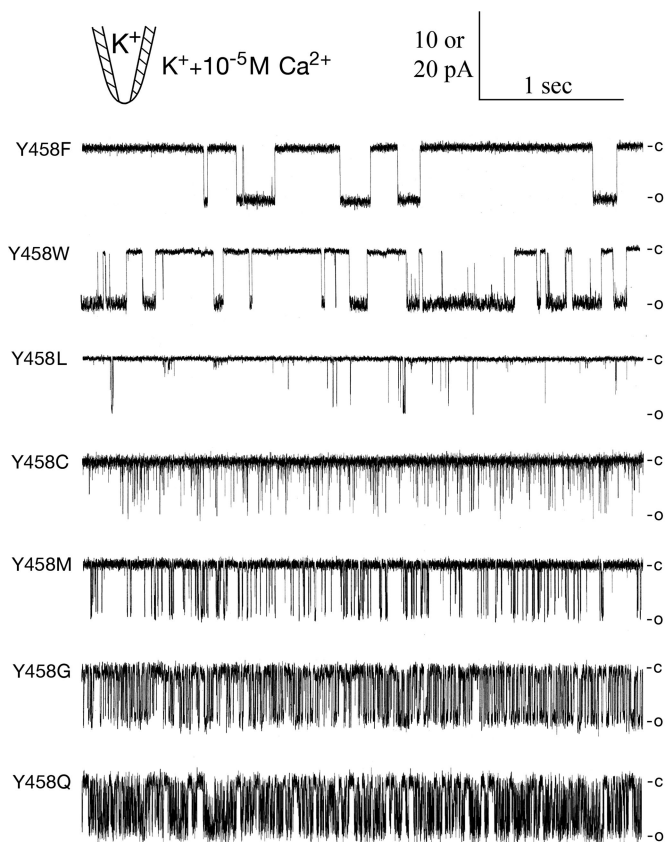 K⁺
K⁺+10⁻⁵M Ca²⁺
10 or
20 pA
1 sec
Y458F
-c
-o
Y458W
-c
-o
Y458L
-c
-o
Y458C
-c
-o
Y458M
-c
-o
Y458G
-c
-o
Y458Q
-c
-o